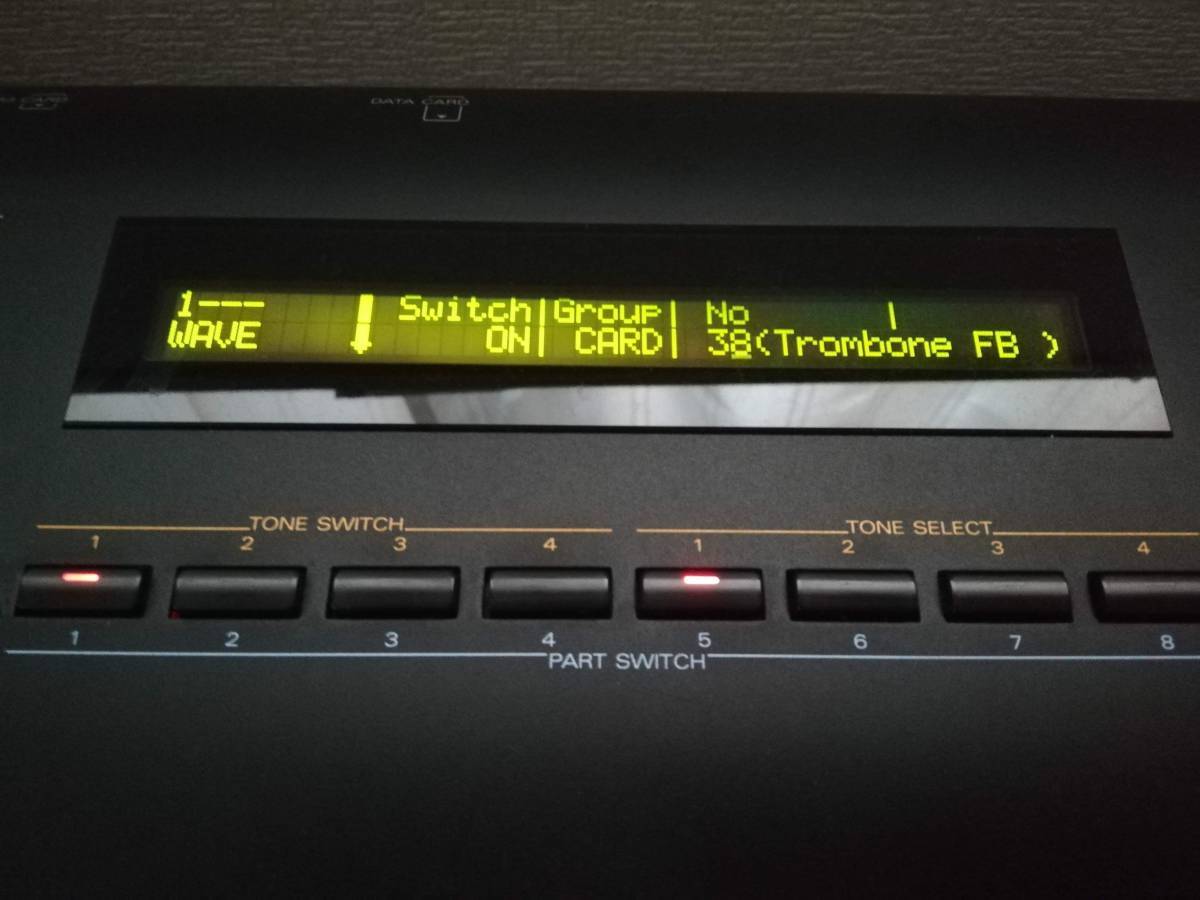 CARD
DATA CARD
1--- Switch|Group| No |
WAVE ON| CARD| 38(Trombone FB )
TONE SWITCH TONE SELECT
1 2 3 4 1 2 3 4
1 2 3 4 5 6 7 8
PART SWITCH